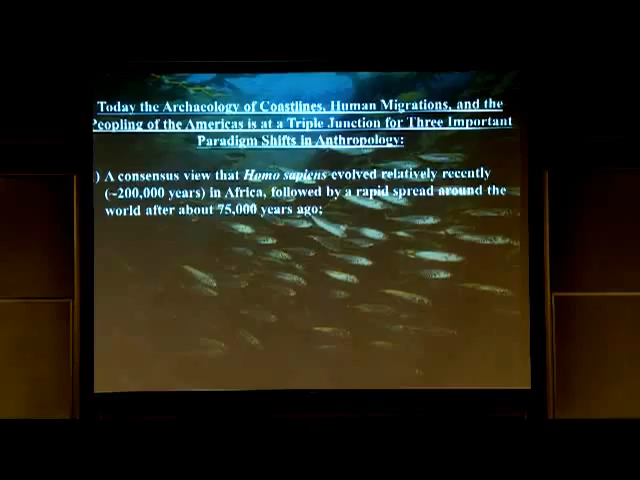 Today the Archaeology of Coastlines, Human Migrations, and the
Peopling of the Americas is at a Triple Junction for Three Important
Paradigm Shifts in Anthropology:
) A consensus view that Homo sapiens evolved relatively recently
(~200,000 years) in Africa, followed by a rapid spread around the
world after about 75,000 years ago;